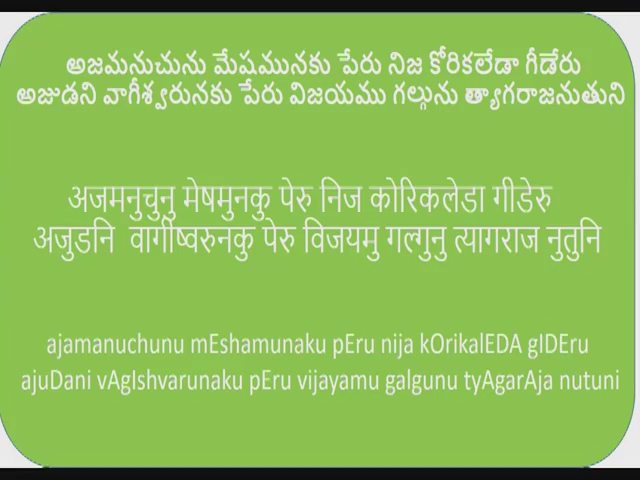 అజమనుచును మేషమునకు పేరు నిజ కోరికలేడా గీడేరు
అజుడని వాగీశ్వరునకు పేరు విజయము గల్గును త్యాగరాజనుతుని
अजमनुचुनु मेषमुनकु पेरु निज कोरिकलेडा गीडेरु
अजुडनि वागीष्वरुनकु पेरु विजयमु गल्गुनु त्यागराज नुतुनि
ajamanuchunu mEshamunaku pEru nija kOrikalEDA gIDEru
ajuDani vAgIshvarunaku pEru vijayamu galgunu tyAgarAja nutuni